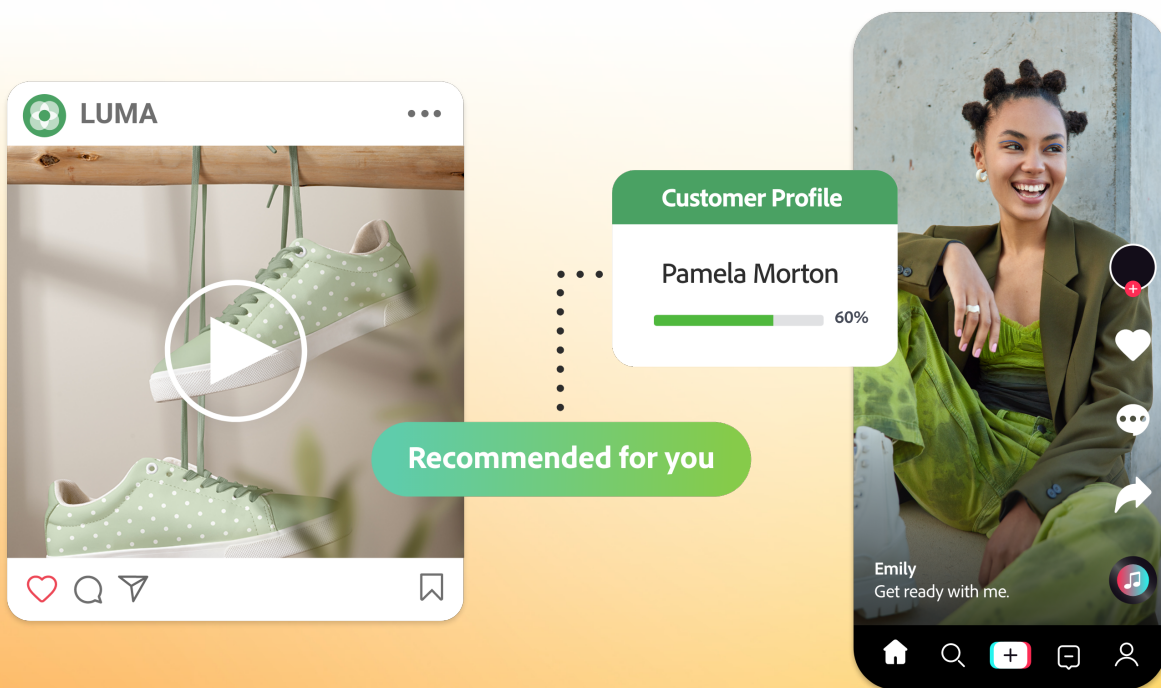 LUMA
Customer Profile
Pamela Morton
60%
Recommended for you
Emily
Get ready with me.